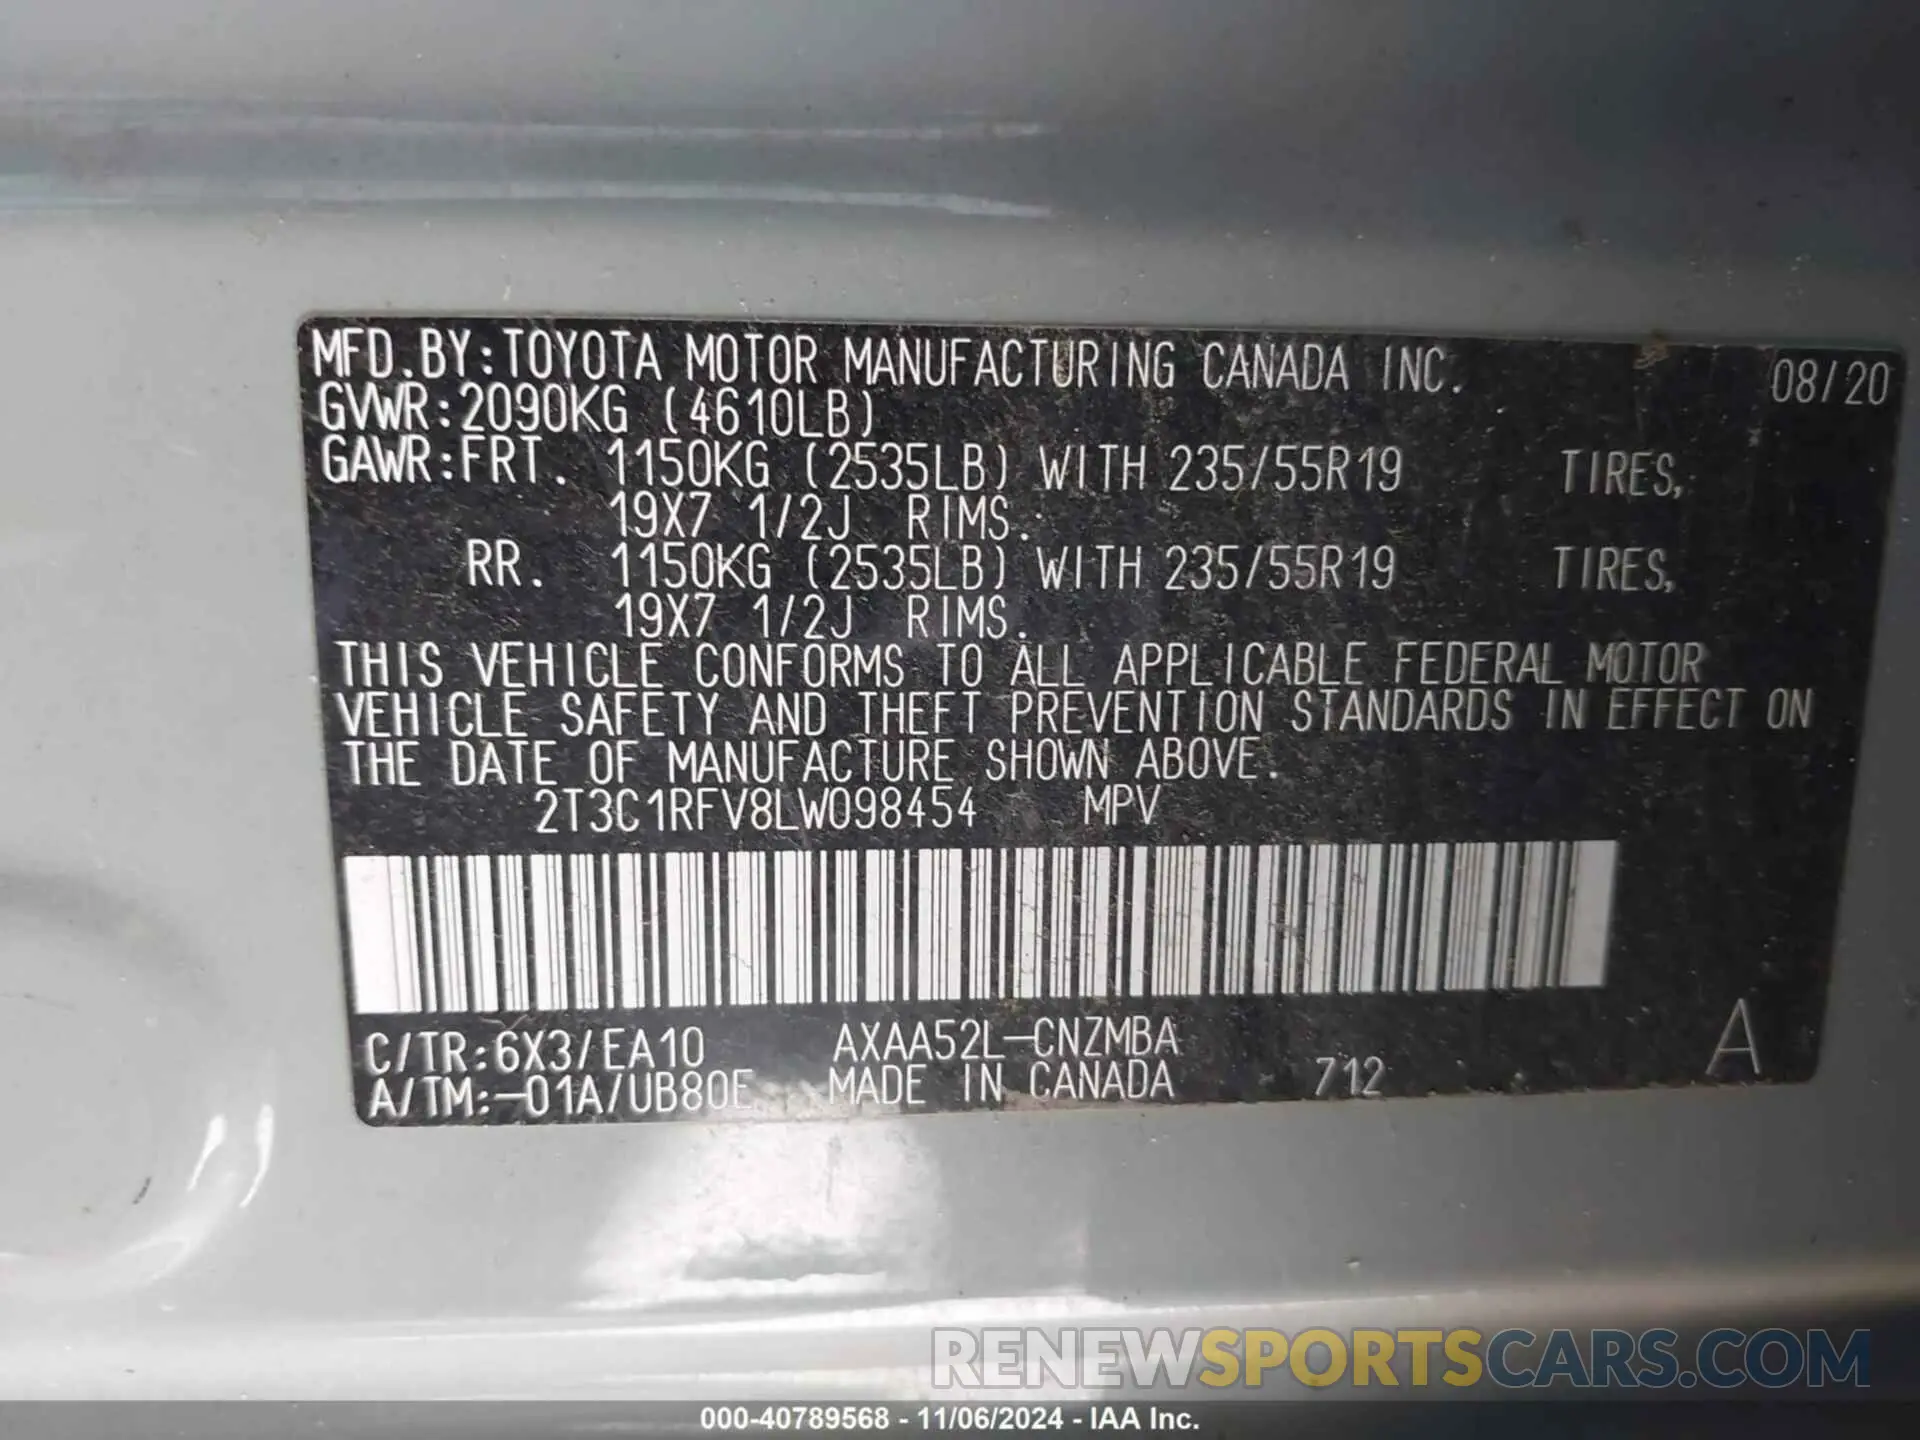 MFD.BY:TOYOTA MOTOR MANUFACTURING CANADA INC. 08/20
GVWR:2090KG (4610LB)
GAWR:FRT. 1150KG (2535LB) WITH 235/55R19 TIRES,
19X7 1/2J RIMS.
RR. 1150KG (2535LB) WITH 235/55R19 TIRES,
19X7 1/2J RIMS.
THIS VEHICLE CONFORMS TO ALL APPLICABLE FEDERAL MOTOR
VEHICLE SAFETY AND THEFT PREVENTION STANDARDS IN EFFECT ON
THE DATE OF MANUFACTURE SHOWN ABOVE.
2T3C1RFV8LW098454 MPV
C/TR:6X3/EA10 AXAA52L-CNZMBA A
A/TM:-01A/UB80E MADE IN CANADA 712
RENEWSPORTSCARS.COM
000-40789568 - 11/06/2024 - IAA Inc.